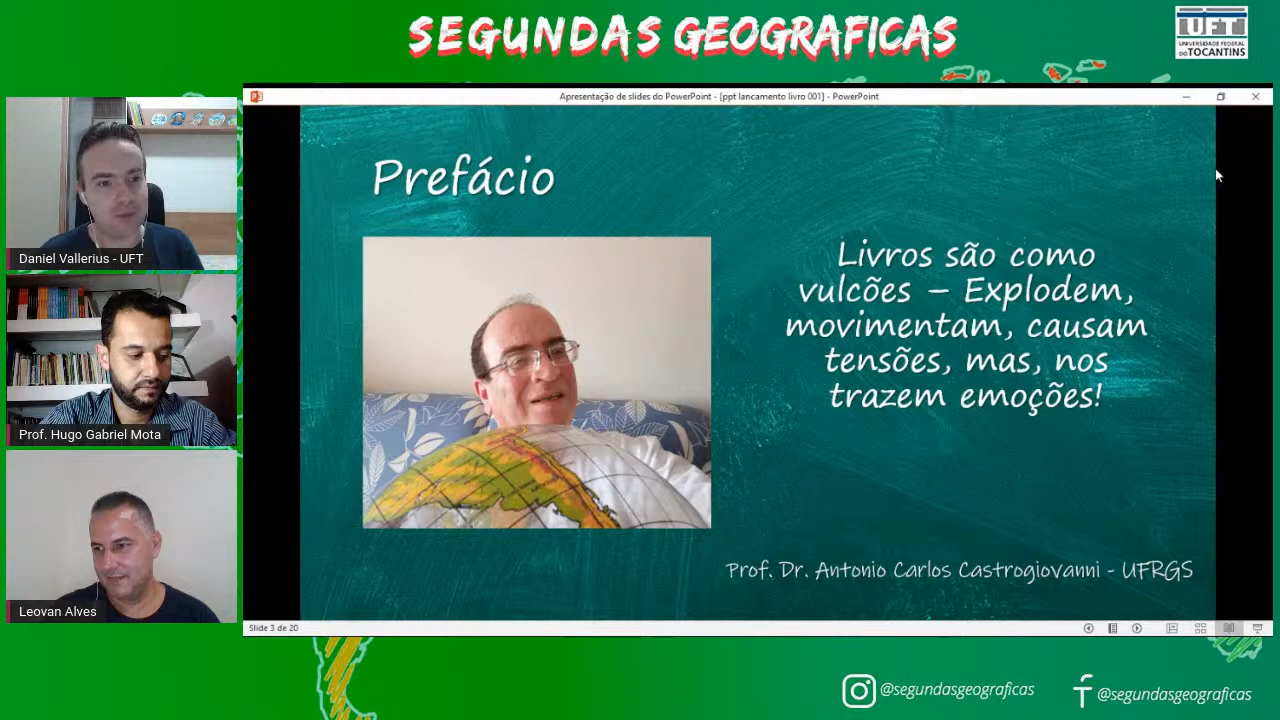 SEGUNDAS GEOGRAFICAS
UFT
UNIVERSIDADE FEDERAL
DO TOCANTINS
Apresentação de slides do PowerPoint - [ppt lancamento livro 001] - PowerPoint
Daniel Vallerius - UFT
Prof. Hugo Gabriel Mota
Leovan Alves
Prefácio
Livros são como
vulcões – Explodem,
movimentam, causam
tensões, mas, nos
trazem emoções!
Prof. Dr. Antonio Carlos Castrogiovanni - UFRGS
Slide 3 de 20
@segundasgeograficas
@segundasgeograficas